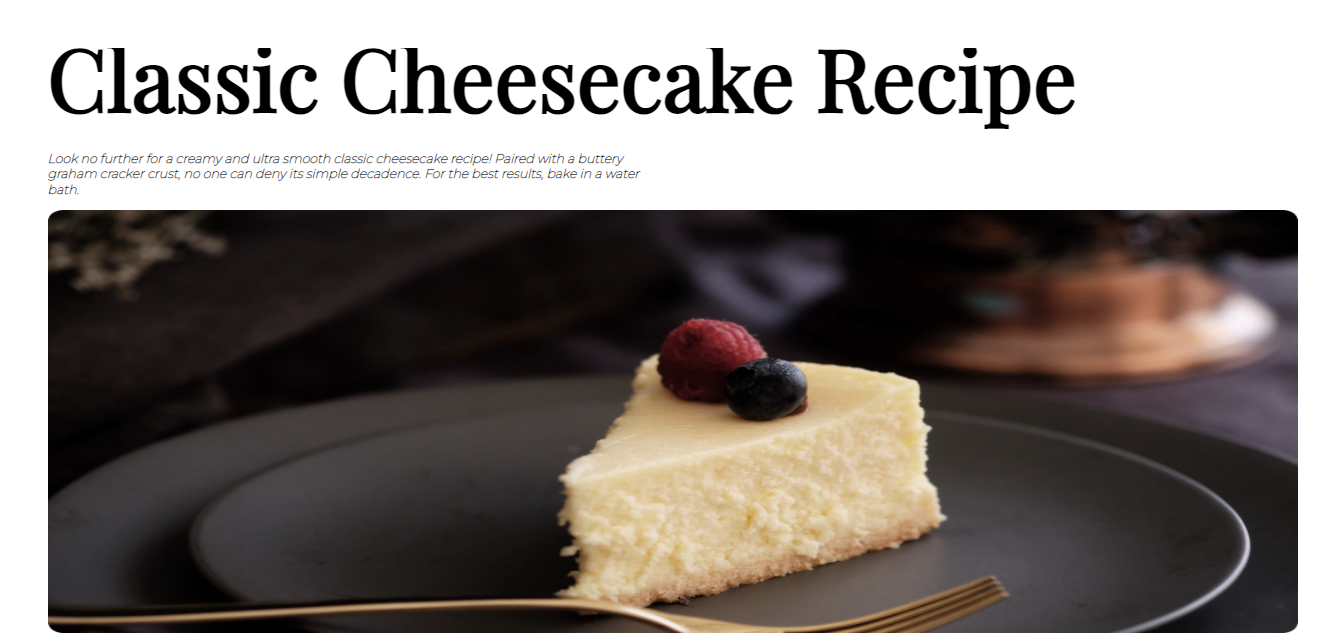 Classic Cheesecake Recipe
Look no further for a creamy and ultra smooth classic cheesecake recipe! Paired with a buttery
graham cracker crust, no one can deny its simple decadence. For the best results, bake in a water
bath.